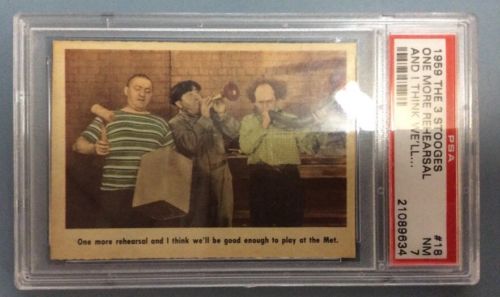 One more rehearsal and I think we'll be good enough to play at the Met.
1959 THE 3 STOOGES
ONE MORE REHEARSAL
AND I THINK WE'LL...
PSA
#18
NM
7
21089634